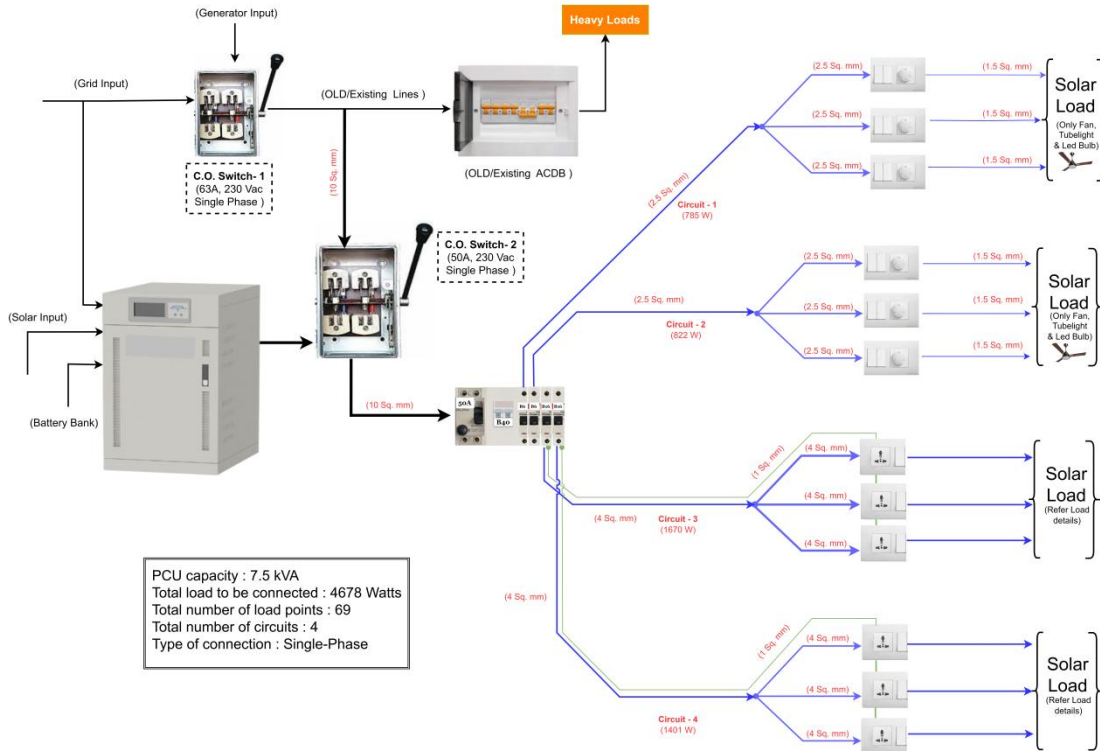 (Generator Input)
Heavy Loads
(Grid Input)
(OLD/Existing Lines)
C.O. Switch- 1
(63A, 230 Vac
Single Phase )
(10 Sq. mm)
(OLD/Existing ACDB)
C.O. Switch- 2
(50A, 230 Vac
Single Phase )
(Solar Input)
(Battery Bank)
(10 Sq. mm)
50A
B40
B6
B6
B16
B16
(2.5 Sq. mm)
Circuit - 1
(785 W)
(2.5 Sq. mm)
(1.5 Sq. mm)
(2.5 Sq. mm)
(1.5 Sq. mm)
(2.5 Sq. mm)
(1.5 Sq. mm)
Solar
Load
(Only Fan,
Tubelight
& Led Bulb)
(2.5 Sq. mm)
Circuit - 2
(822 W)
(2.5 Sq. mm)
(1.5 Sq. mm)
(2.5 Sq. mm)
(1.5 Sq. mm)
(2.5 Sq. mm)
(1.5 Sq. mm)
Solar
Load
(Only Fan,
Tubelight
& Led Bulb)
(1 Sq. mm)
(4 Sq. mm)
Circuit - 3
(1670 W)
(4 Sq. mm)
(4 Sq. mm)
(4 Sq. mm)
Solar
Load
(Refer Load
details)
(4 Sq. mm)
(1 Sq. mm)
Circuit - 4
(1401 W)
(4 Sq. mm)
(4 Sq. mm)
(4 Sq. mm)
Solar
Load
(Refer Load
details)
PCU capacity : 7.5 kVA
Total load to be connected : 4678 Watts
Total number of load points : 69
Total number of circuits : 4
Type of connection : Single-Phase